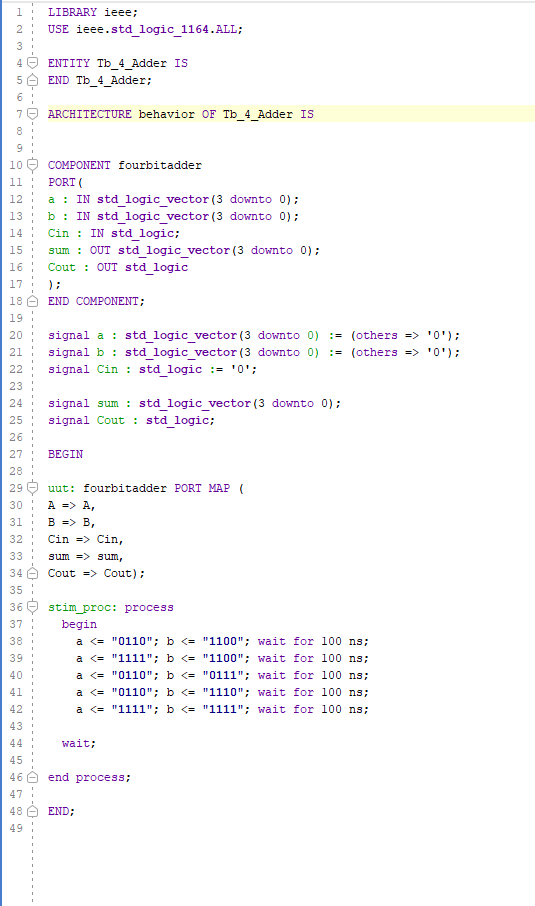 1 LIBRARY ieee;
2 USE ieee.std_logic_1164.ALL;
3
4 ENTITY Tb_4_Adder IS
5 END Tb_4_Adder;
6
7 ARCHITECTURE behavior OF Tb_4_Adder IS
8
9
10 COMPONENT fourbitadder
11 PORT(
12 a : IN std_logic_vector(3 downto 0);
13 b : IN std_logic_vector(3 downto 0);
14 Cin : IN std_logic;
15 sum : OUT std_logic_vector(3 downto 0);
16 Cout : OUT std_logic
17 );
18 END COMPONENT;
19
20 signal a : std_logic_vector(3 downto 0) := (others => '0');
21 signal b : std_logic_vector(3 downto 0) := (others => '0');
22 signal Cin : std_logic := '0';
23
24 signal sum : std_logic_vector(3 downto 0);
25 signal Cout : std_logic;
26
27 BEGIN
28
29 uut: fourbitadder PORT MAP (
30 A => A,
31 B => B,
32 Cin => Cin,
33 sum => sum,
34 Cout => Cout);
35
36 stim_proc: process
37 begin
38 a <= "0110"; b <= "1100"; wait for 100 ns;
39 a <= "1111"; b <= "1100"; wait for 100 ns;
40 a <= "0110"; b <= "0111"; wait for 100 ns;
41 a <= "0110"; b <= "1110"; wait for 100 ns;
42 a <= "1111"; b <= "1111"; wait for 100 ns;
43
44 wait;
45
46 end process;
47
48 END;
49